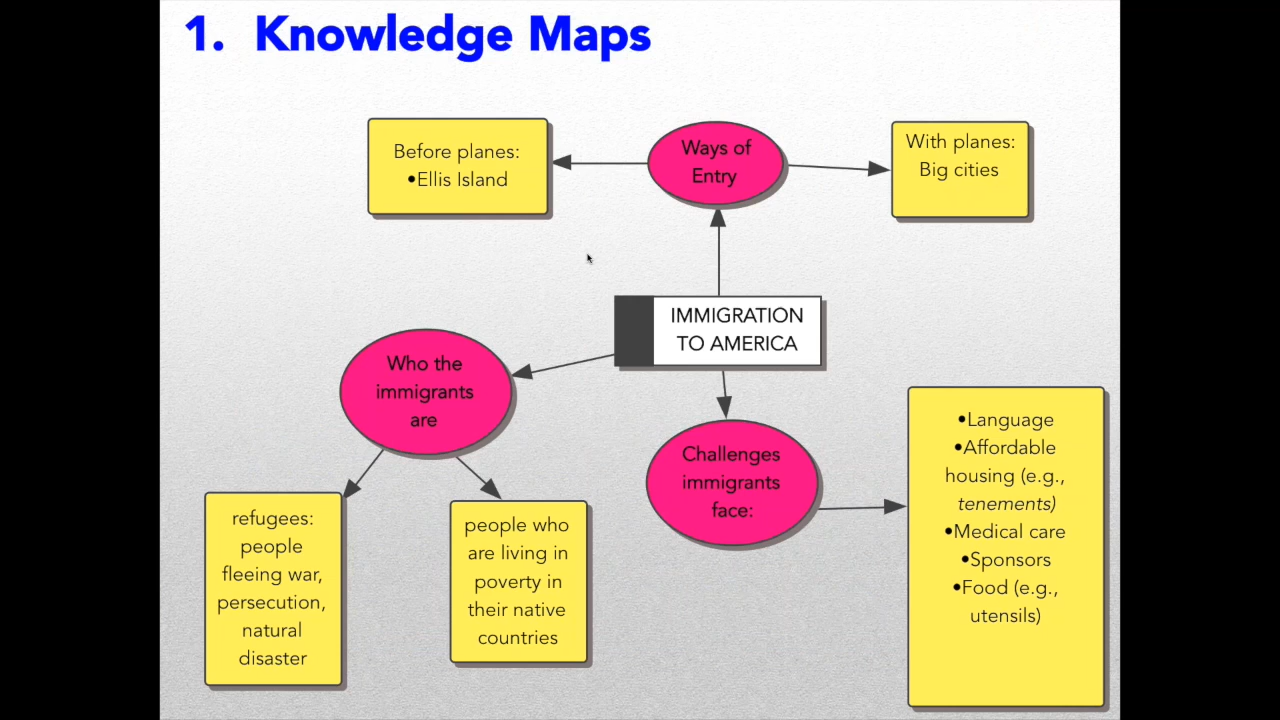 1. Knowledge Maps
Before planes:
•Ellis Island
Ways of
Entry
With planes:
Big cities
IMMIGRATION
TO AMERICA
Who the
immigrants
are
Challenges
immigrants
face:
•Language
•Affordable
housing (e.g.,
tenements)
•Medical care
•Sponsors
•Food (e.g.,
utensils)
refugees:
people
fleeing war,
persecution,
natural
disaster
people who
are living in
poverty in
their native
countries